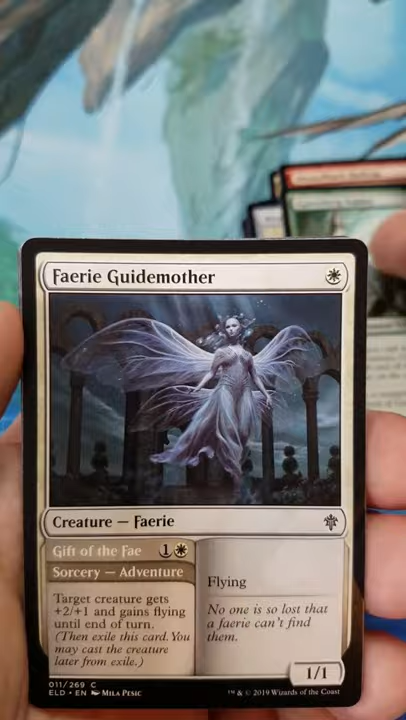 Faerie Guidemother
Creature — Faerie
Gift of the Fae 1
Sorcery — Adventure
Target creature gets
+2/+1 and gains flying
until end of turn.
(Then exile this card. You
may cast the creature
later from exile.)
Flying
No one is so lost that
a faerie can't find
them.
1/1
011/269 C
ELD • EN Mila Pesic
™ & © 2019 Wizards of the Coast